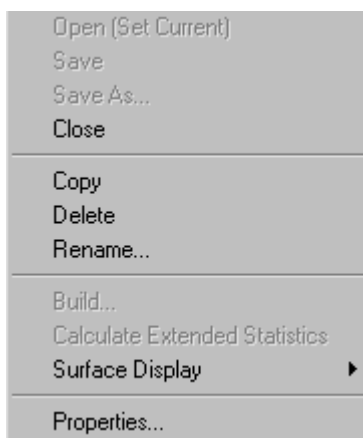 Open (Set Current)
Save
Save As...
Close
Copy
Delete
Rename...
Build...
Calculate Extended Statistics
Surface Display
Properties...